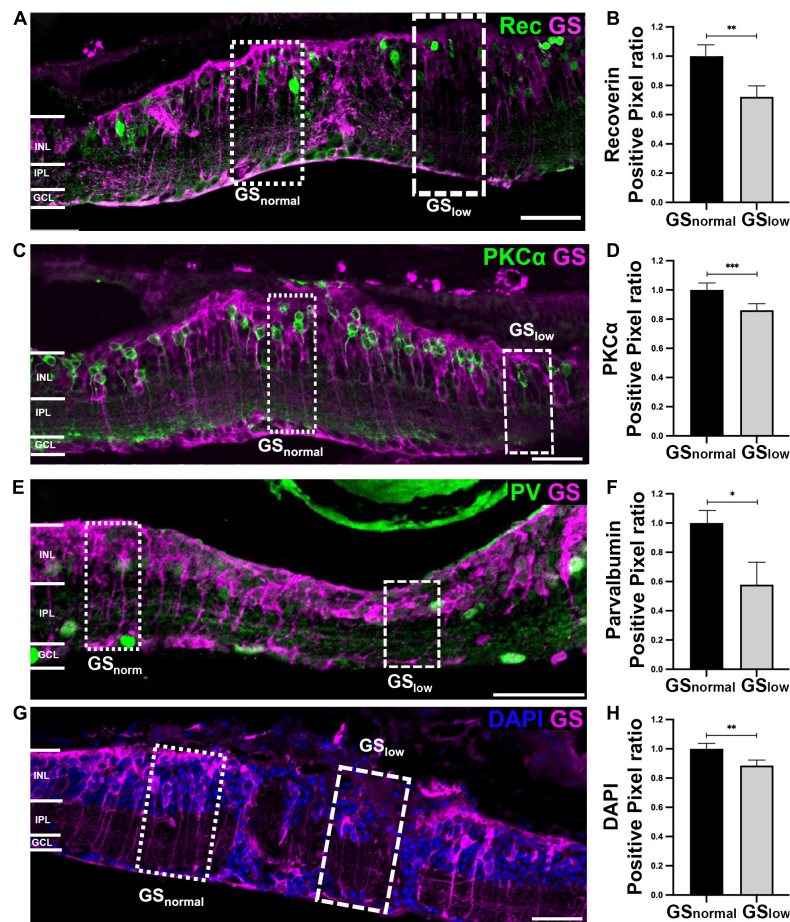 A
Rec GS
INL
IPL
GCL
GSnormal
GSlow
B
**
Recoverin
Positive Pixel ratio
1.2
1.0
0.8
0.6
0.4
0.2
0.0
GSnormal GSlow
C
PKCα GS
INL
IPL
GCL
GSnormal
GSlow
D
***
PKCα
Positive Pixel ratio
1.2
1.0
0.8
0.6
0.4
0.2
0.0
GSnormal GSlow
E
PV GS
INL
IPL
GCL
GSnorm
GSlow
F
*
Parvalbumin
Positive Pixel ratio
1.2
1.0
0.8
0.6
0.4
0.2
0.0
GSnormal GSlow
G
DAPI GS
INL
IPL
GCL
GSnormal
GSlow
H
**
DAPI
Positive Pixel ratio
1.2
1.0
0.8
0.6
0.4
0.2
0.0
GSnormal GSlow